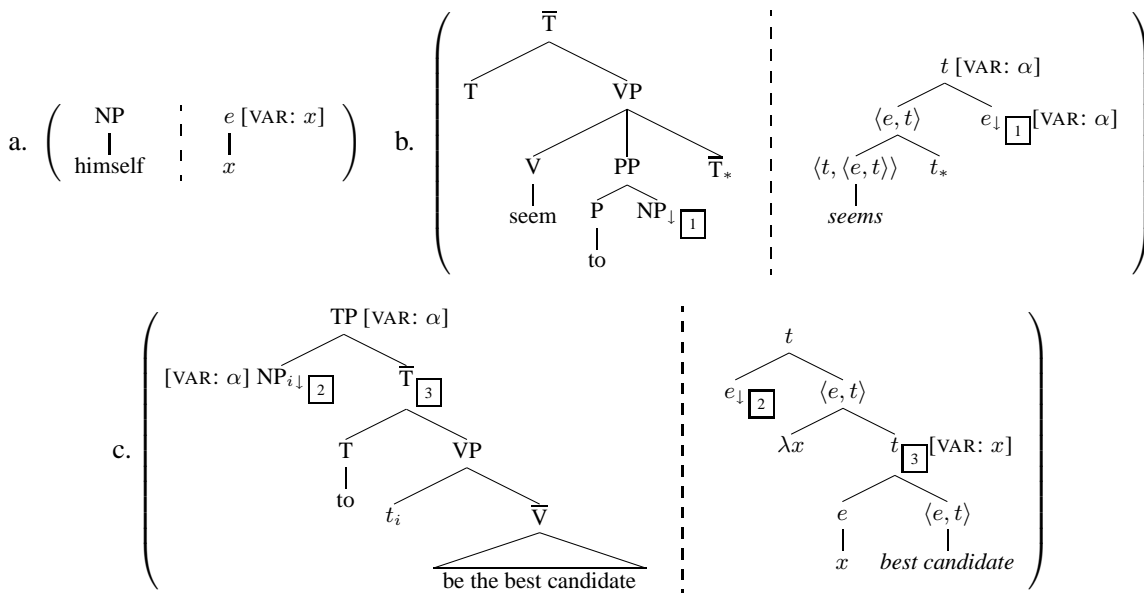 T̅
t [VAR: α]
T VP
NP e [VAR: x] ⟨e, t⟩ e↓ 1 [VAR: α]
a. himself x b. V PP T̅* ⟨t, ⟨e, t⟩⟩ t*
seem P NP↓ 1 seems
to
TP [VAR: α] t
[VAR: α] NPi↓ 2 T̅ 3 e↓ 2 ⟨e, t⟩
c. T VP λx t 3 [VAR: x]
to ti V̅ e ⟨e, t⟩
be the best candidate x best candidate